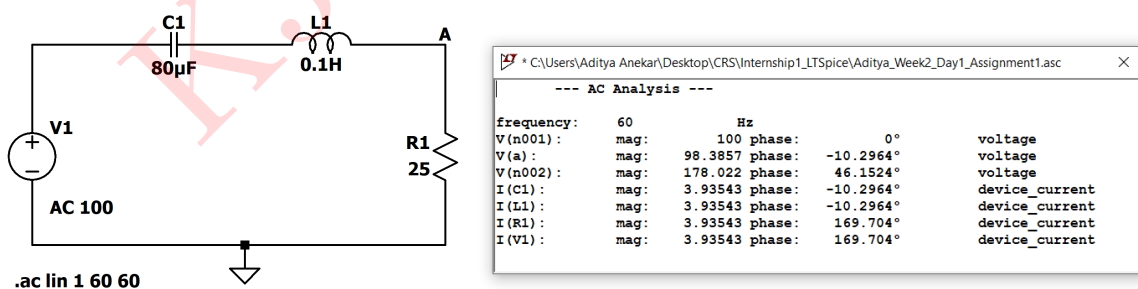 C1
80µF
L1
0.1H
A
V1
AC 100
R1
25
.ac lin 1 60 60
* C:\Users\Aditya Anekar\Desktop\CRS\Internship1_LTSpice\Aditya_Week2_Day1_Assignment1.asc
--- AC Analysis ---
frequency: 60 Hz
V(n001): mag: 100 phase: 0° voltage
V(a): mag: 98.3857 phase: -10.2964° voltage
V(n002): mag: 178.022 phase: 46.1524° voltage
I(C1): mag: 3.93543 phase: -10.2964° device_current
I(L1): mag: 3.93543 phase: -10.2964° device_current
I(R1): mag: 3.93543 phase: 169.704° device_current
I(V1): mag: 3.93543 phase: 169.704° device_current